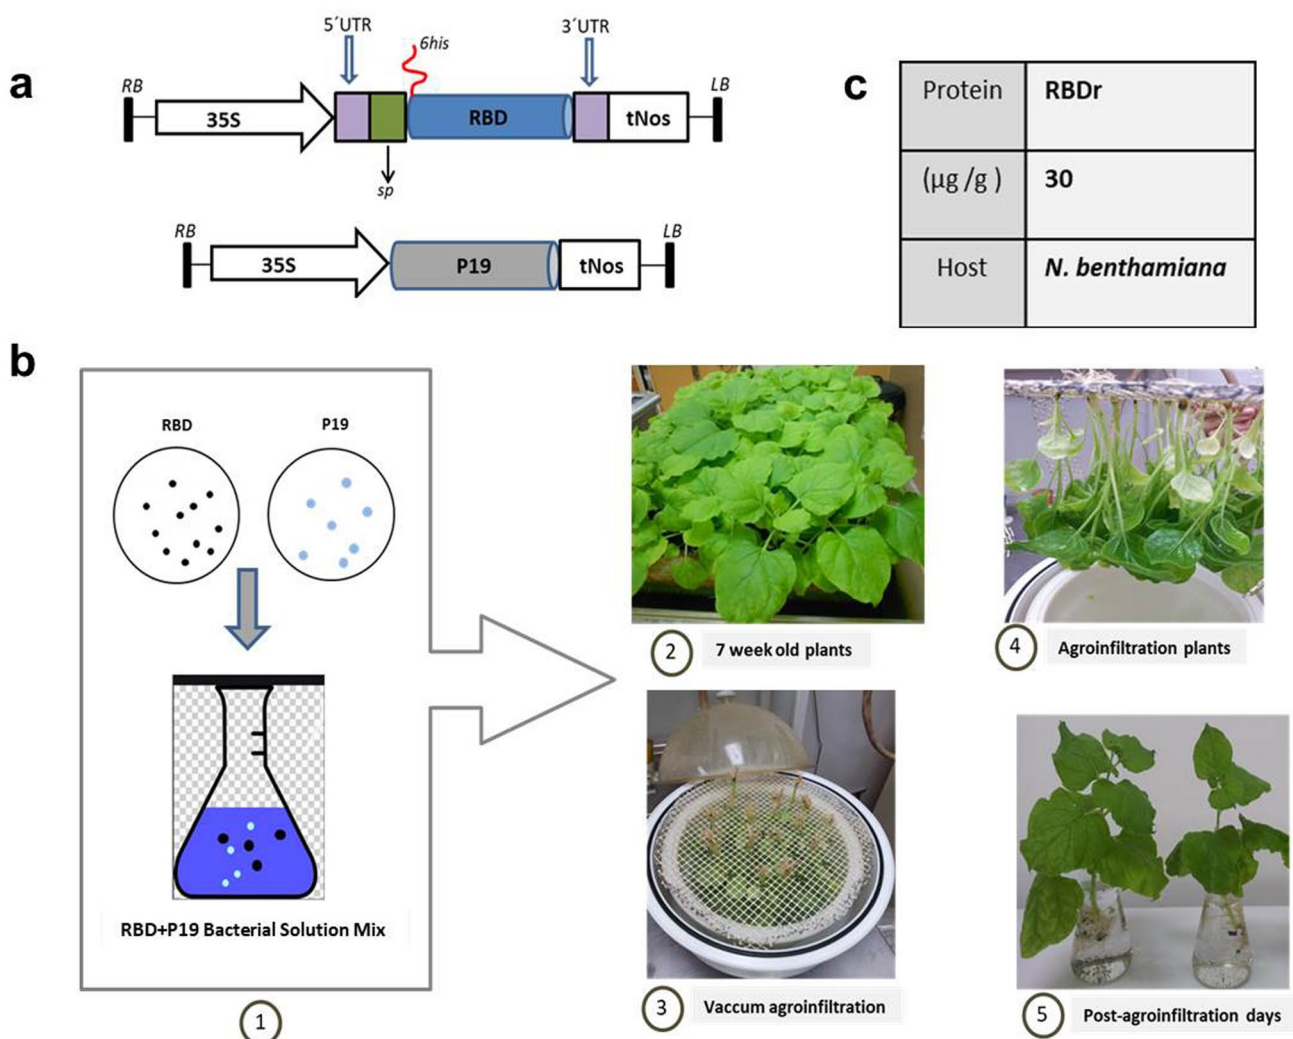 a
5´UTR
3´UTR
6his
RB
LB
35S
RBD
tNos
sp
RB
LB
35S
P19
tNos
c
Protein RBDr
(µg /g ) 30
Host N. benthamiana
b
RBD P19
RBD+P19 Bacterial Solution Mix
1
2 7 week old plants
3 Vaccum agroinfiltration
4 Agroinfiltration plants
5 Post-agroinfiltration days